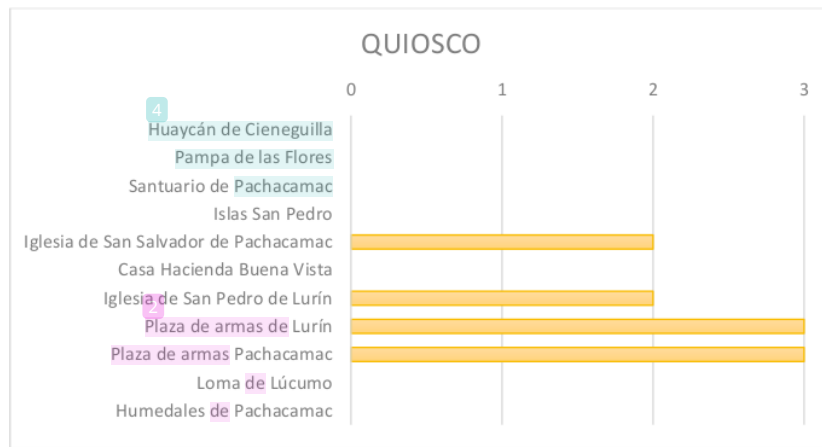 QUIOSCO
0 1 2 3
4
Huaycán de Cieneguilla
Pampa de las Flores
Santuario de Pachacamac
Islas San Pedro
Iglesia de San Salvador de Pachacamac
Casa Hacienda Buena Vista
Iglesia de San Pedro de Lurín
2
Plaza de armas de Lurín
Plaza de armas Pachacamac
Loma de Lúcumo
Humedales de Pachacamac